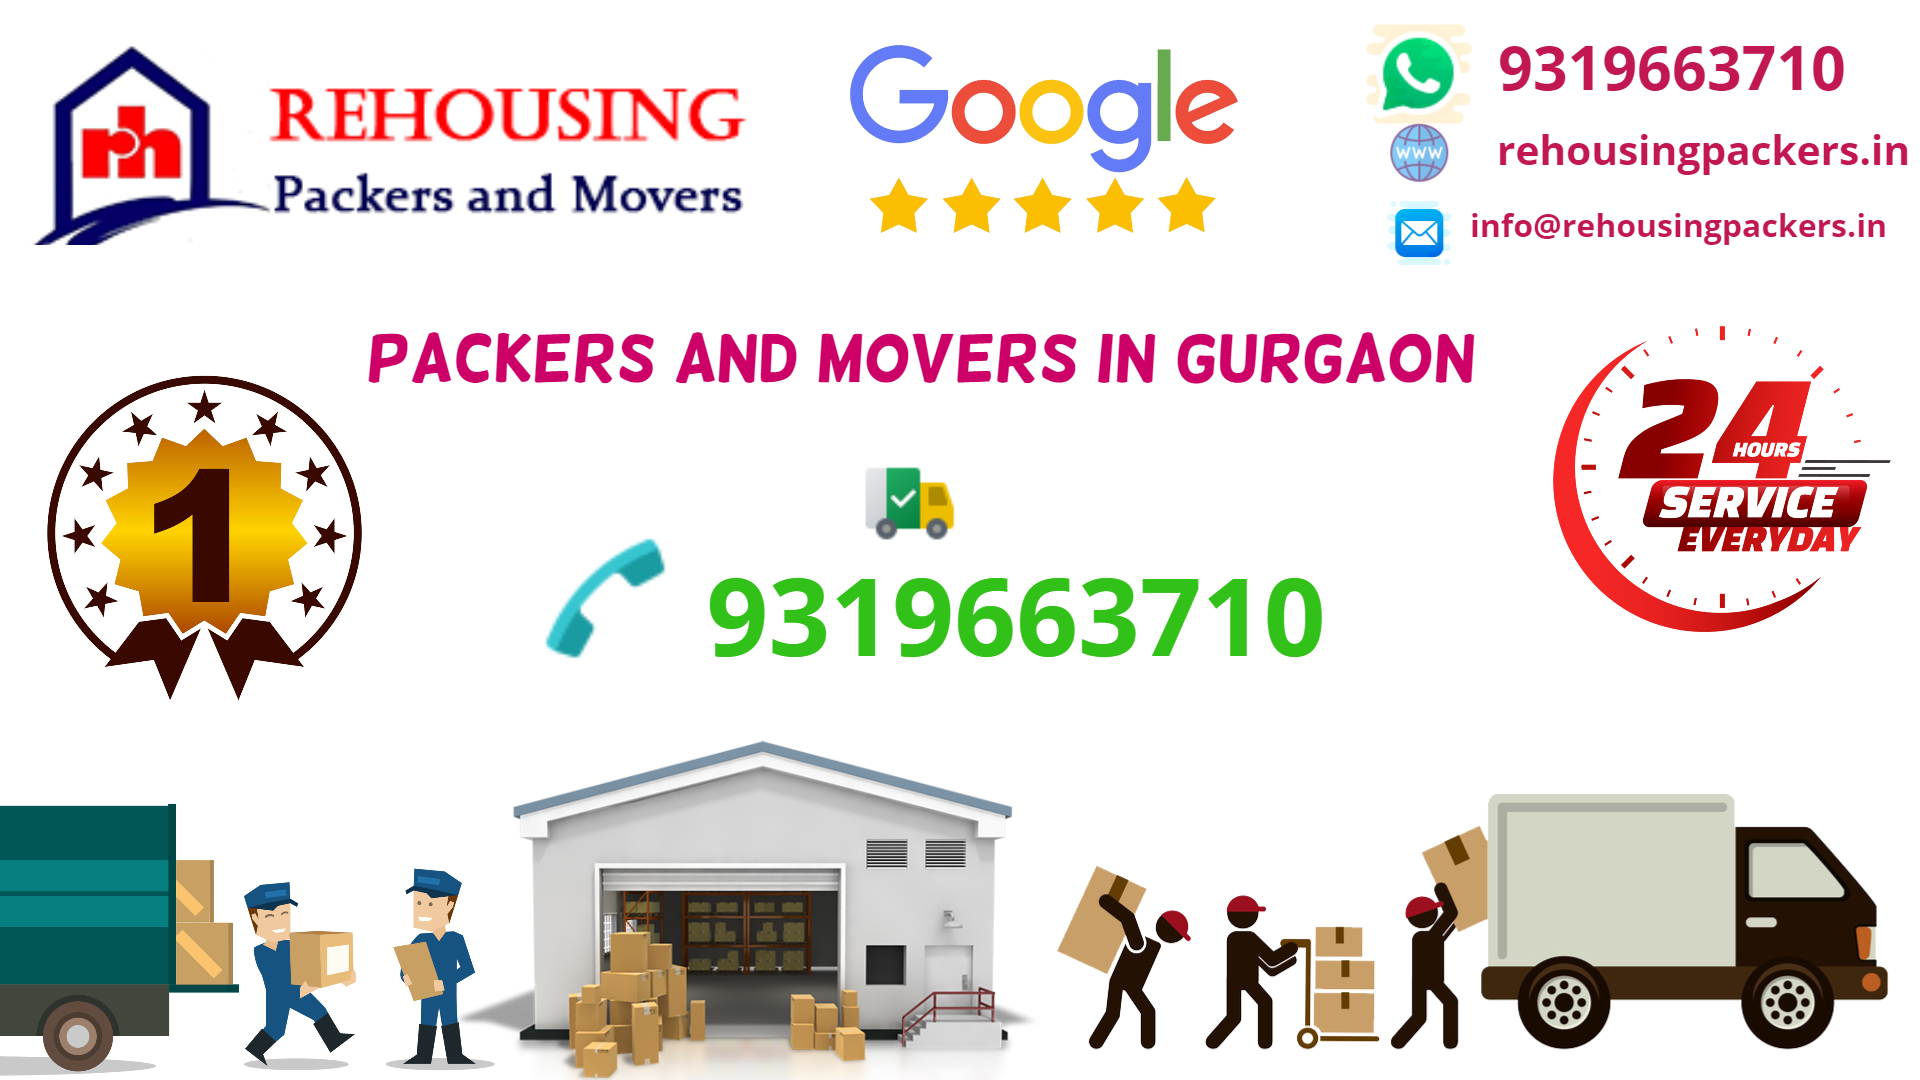 rh
REHOUSING
Packers and Movers
Google
9319663710
www
rehousingpackers.in
info@rehousingpackers.in
PACKERS AND MOVERS IN GURGAON
1
24
HOURS
SERVICE
EVERYDAY
9319663710